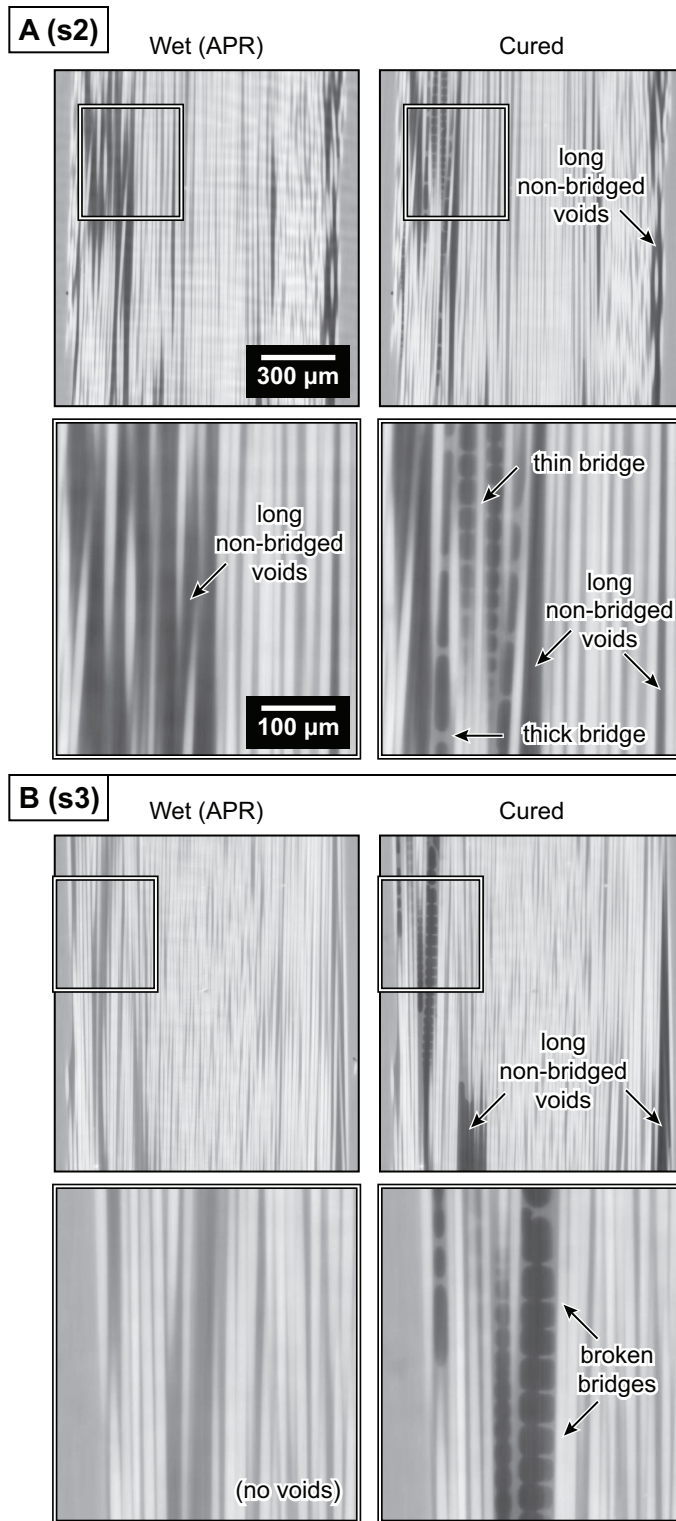 A (s2)
Wet (APR)
Cured
long
non-bridged
voids
300 μm
long
non-bridged
voids
100 μm
thin bridge
long
non-bridged
voids
thick bridge
B (s3)
Wet (APR)
Cured
long
non-bridged
voids
(no voids)
broken
bridges